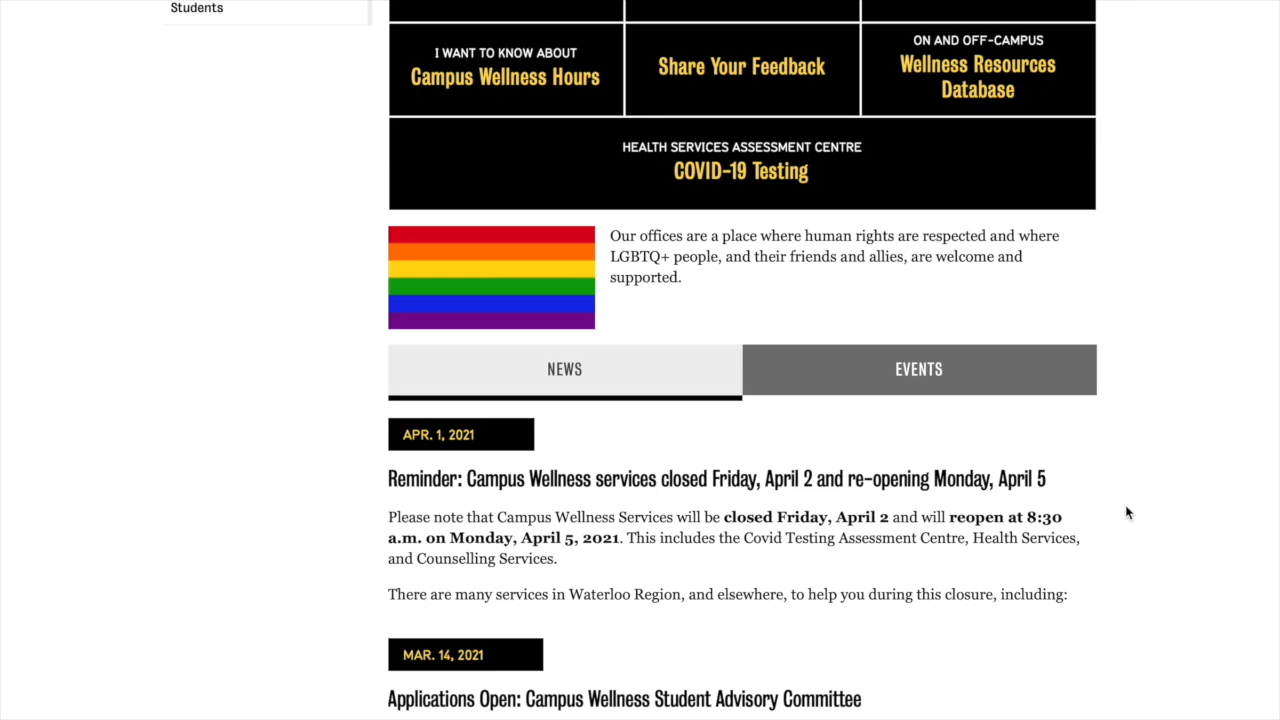 Students
I WANT TO KNOW ABOUT
Campus Wellness Hours
Share Your Feedback
ON AND OFF-CAMPUS
Wellness Resources
Database
HEALTH SERVICES ASSESSMENT CENTRE
COVID-19 Testing
Our offices are a place where human rights are respected and where
LGBTQ+ people, and their friends and allies, are welcome and
supported.
NEWS
EVENTS
APR. 1, 2021
Reminder: Campus Wellness services closed Friday, April 2 and re-opening Monday, April 5
Please note that Campus Wellness Services will be closed Friday, April 2 and will reopen at 8:30
a.m. on Monday, April 5, 2021. This includes the Covid Testing Assessment Centre, Health Services,
and Counselling Services.
There are many services in Waterloo Region, and elsewhere, to help you during this closure, including:
MAR. 14, 2021
Applications Open: Campus Wellness Student Advisory Committee